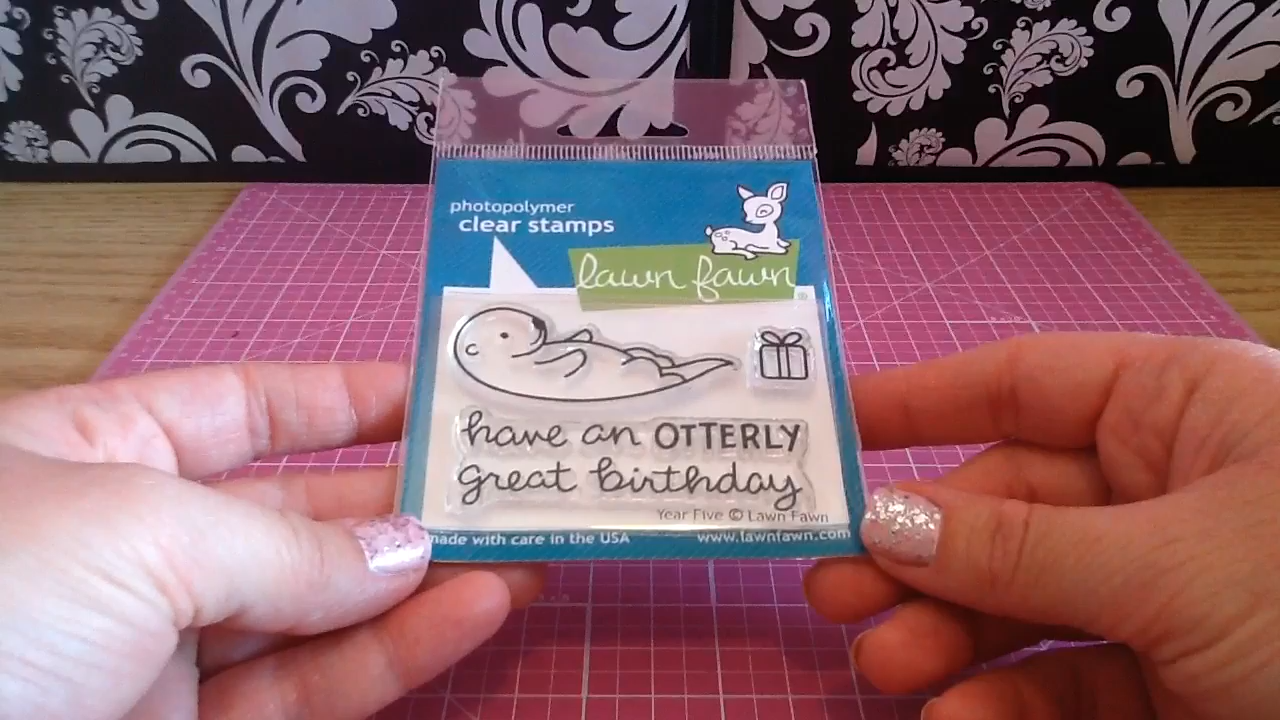 photopolymer
clear stamps
lawn fawn
have an OTTERLY
great birthday
Year Five © Lawn Fawn
made with care in the USA
www.lawnfawn.com